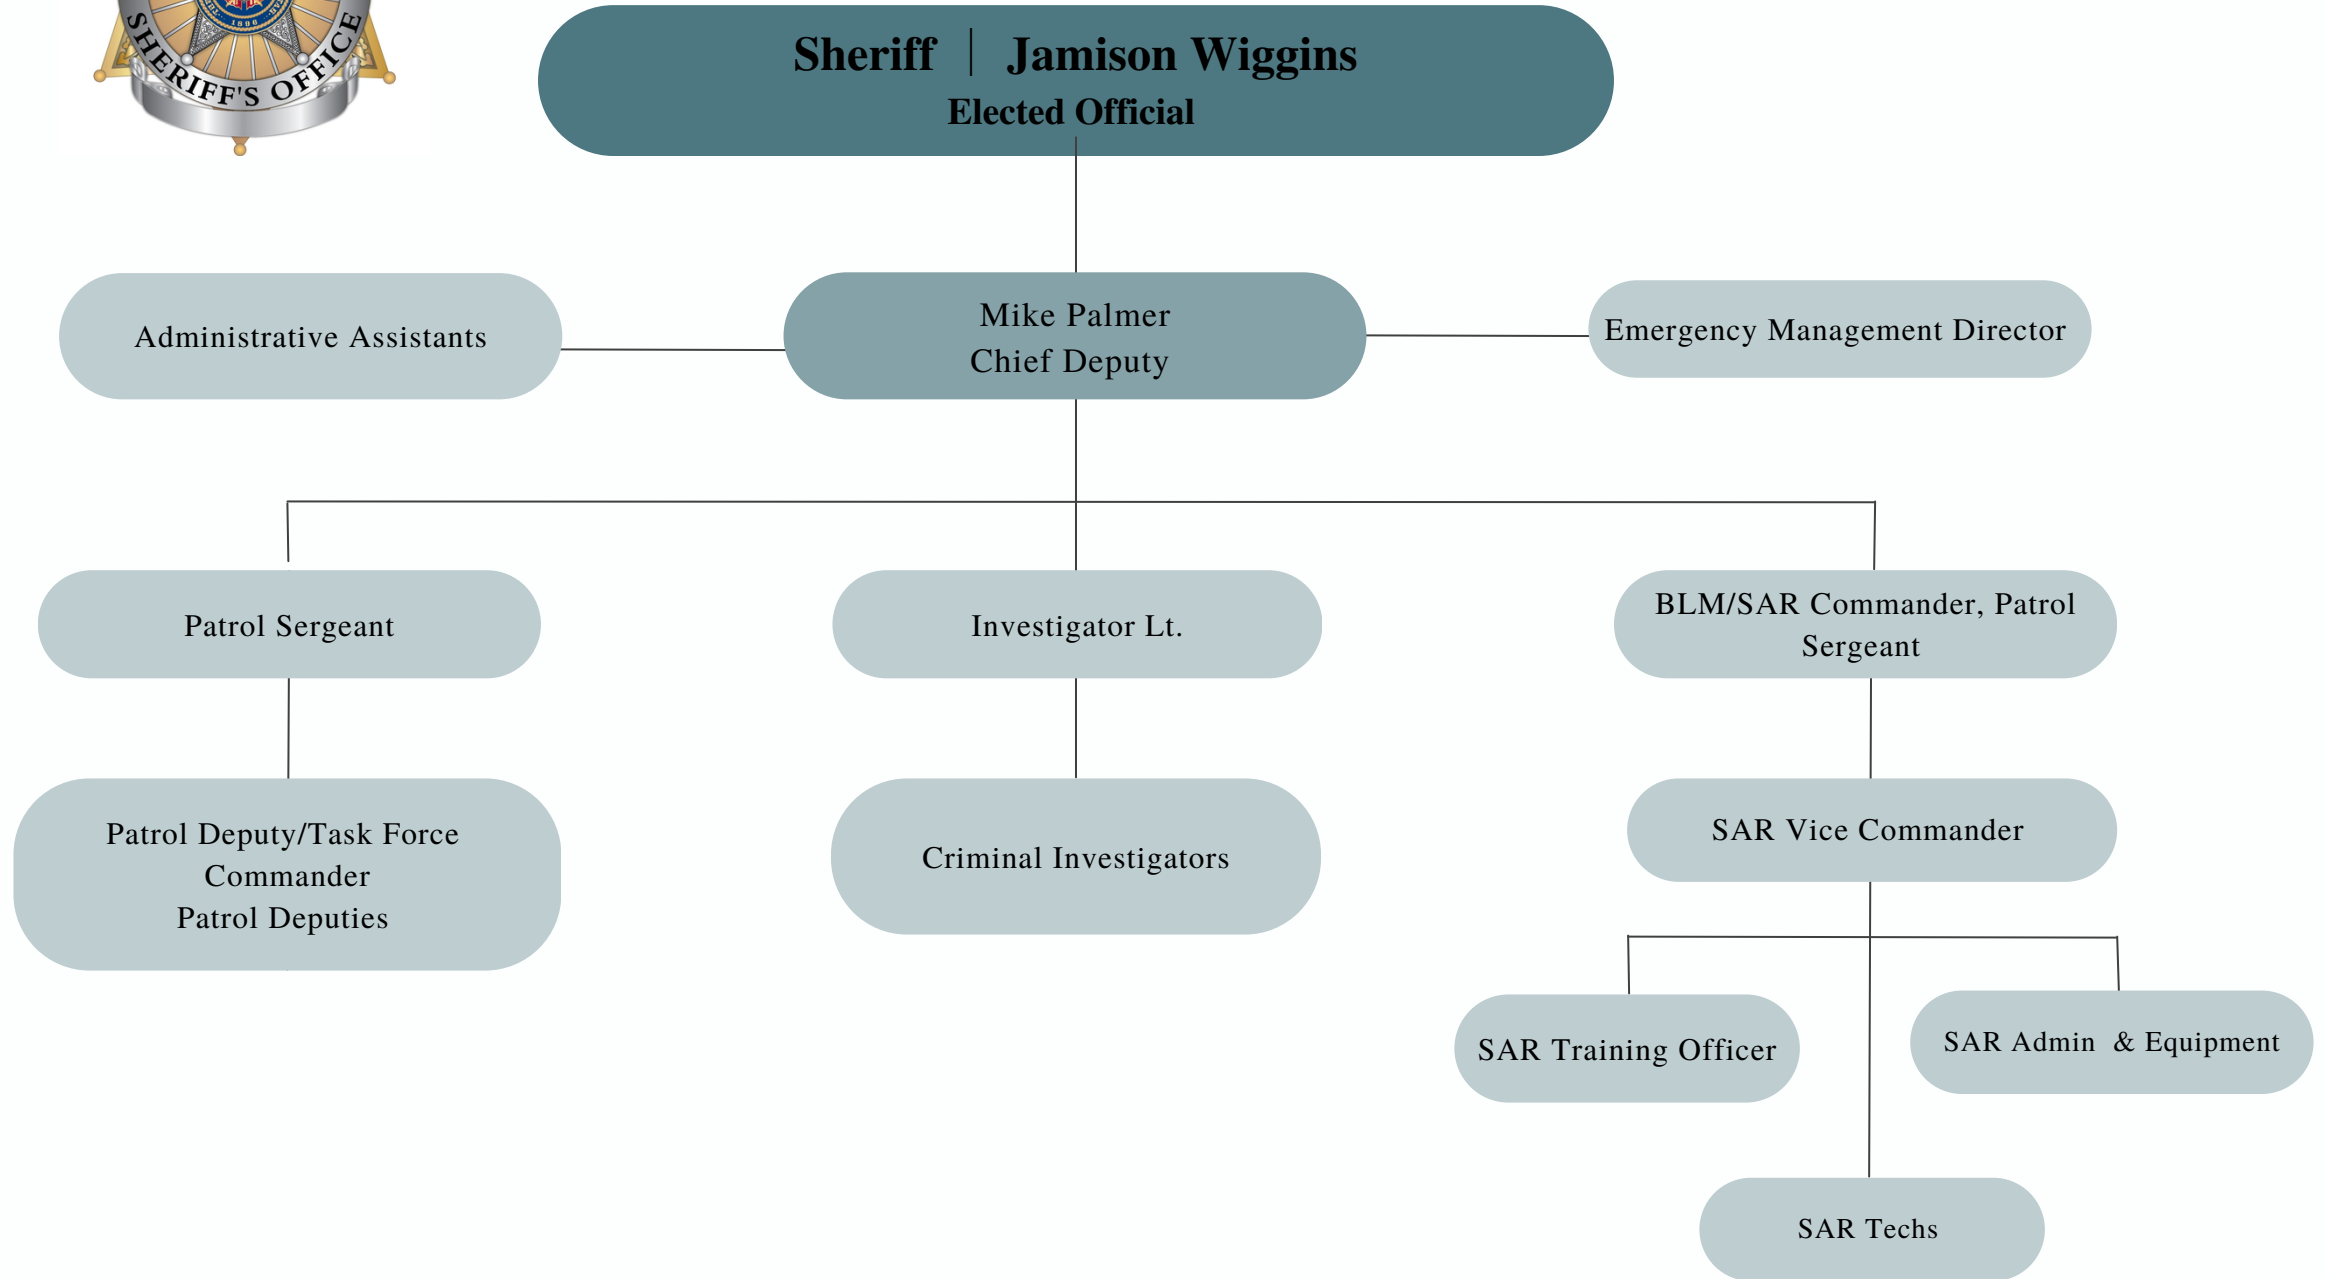 SHERIFF'S OFFICE
1896
Sheriff | Jamison Wiggins
Elected Official
Administrative Assistants
Mike Palmer
Chief Deputy
Emergency Management Director
Patrol Sergeant
Investigator Lt.
BLM/SAR Commander, Patrol
Sergeant
Patrol Deputy/Task Force
Commander
Patrol Deputies
Criminal Investigators
SAR Vice Commander
SAR Training Officer
SAR Admin & Equipment
SAR Techs